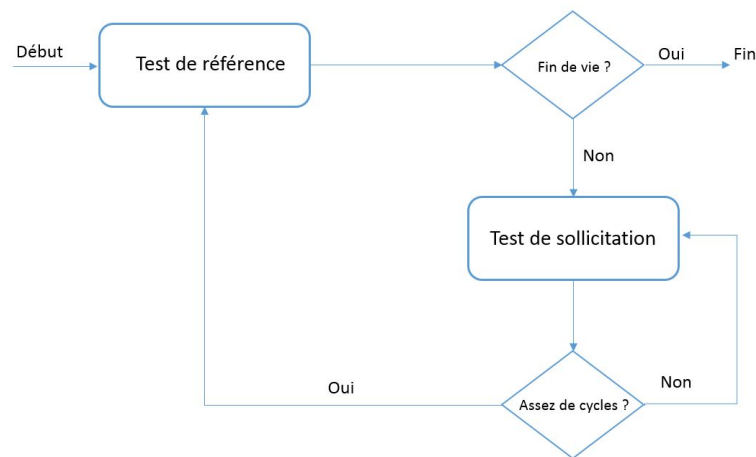 Début
Test de référence
Fin de vie ?
Oui
Fin
Non
Test de sollicitation
Oui
Assez de cycles ?
Non